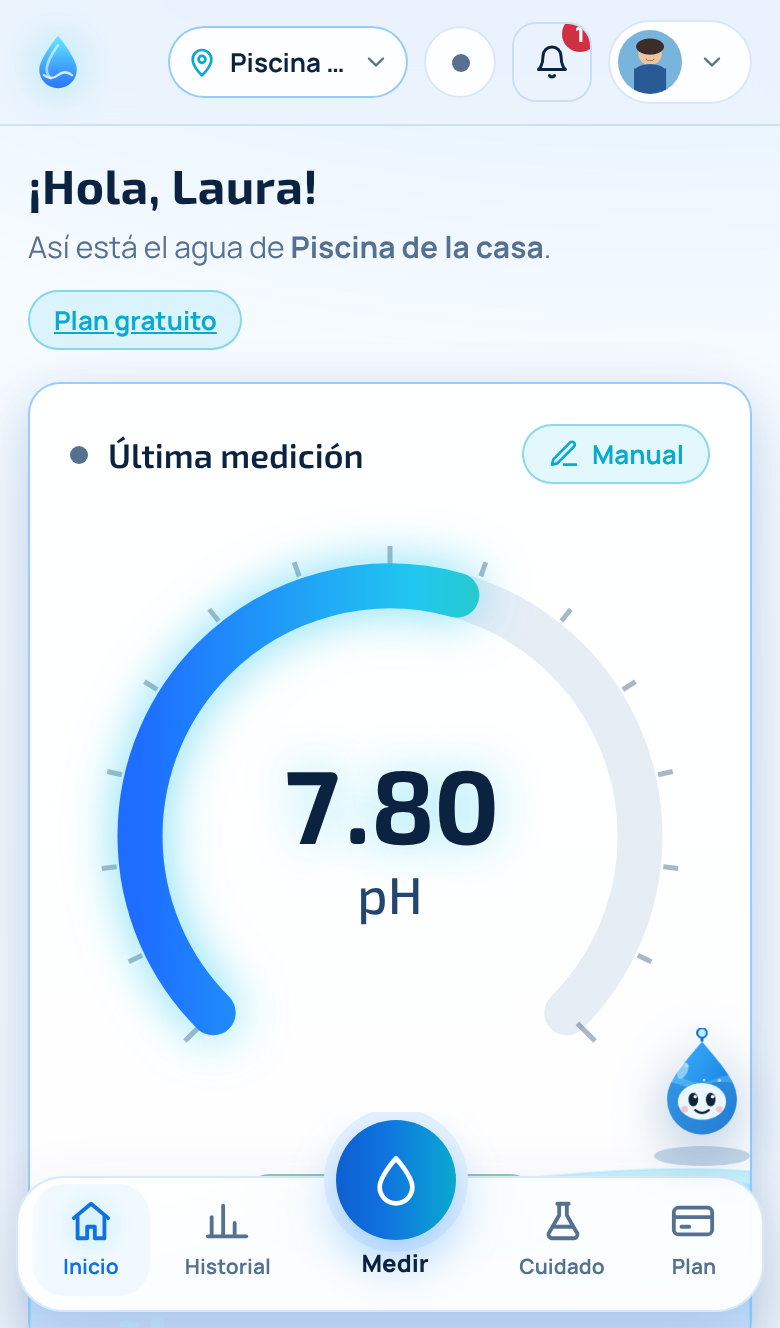 Piscina ...
1
¡Hola, Laura!
Así está el agua de Piscina de la casa.
Plan gratuito
Última medición
Manual
7.80
pH
Inicio
Historial
Medir
Cuidado
Plan